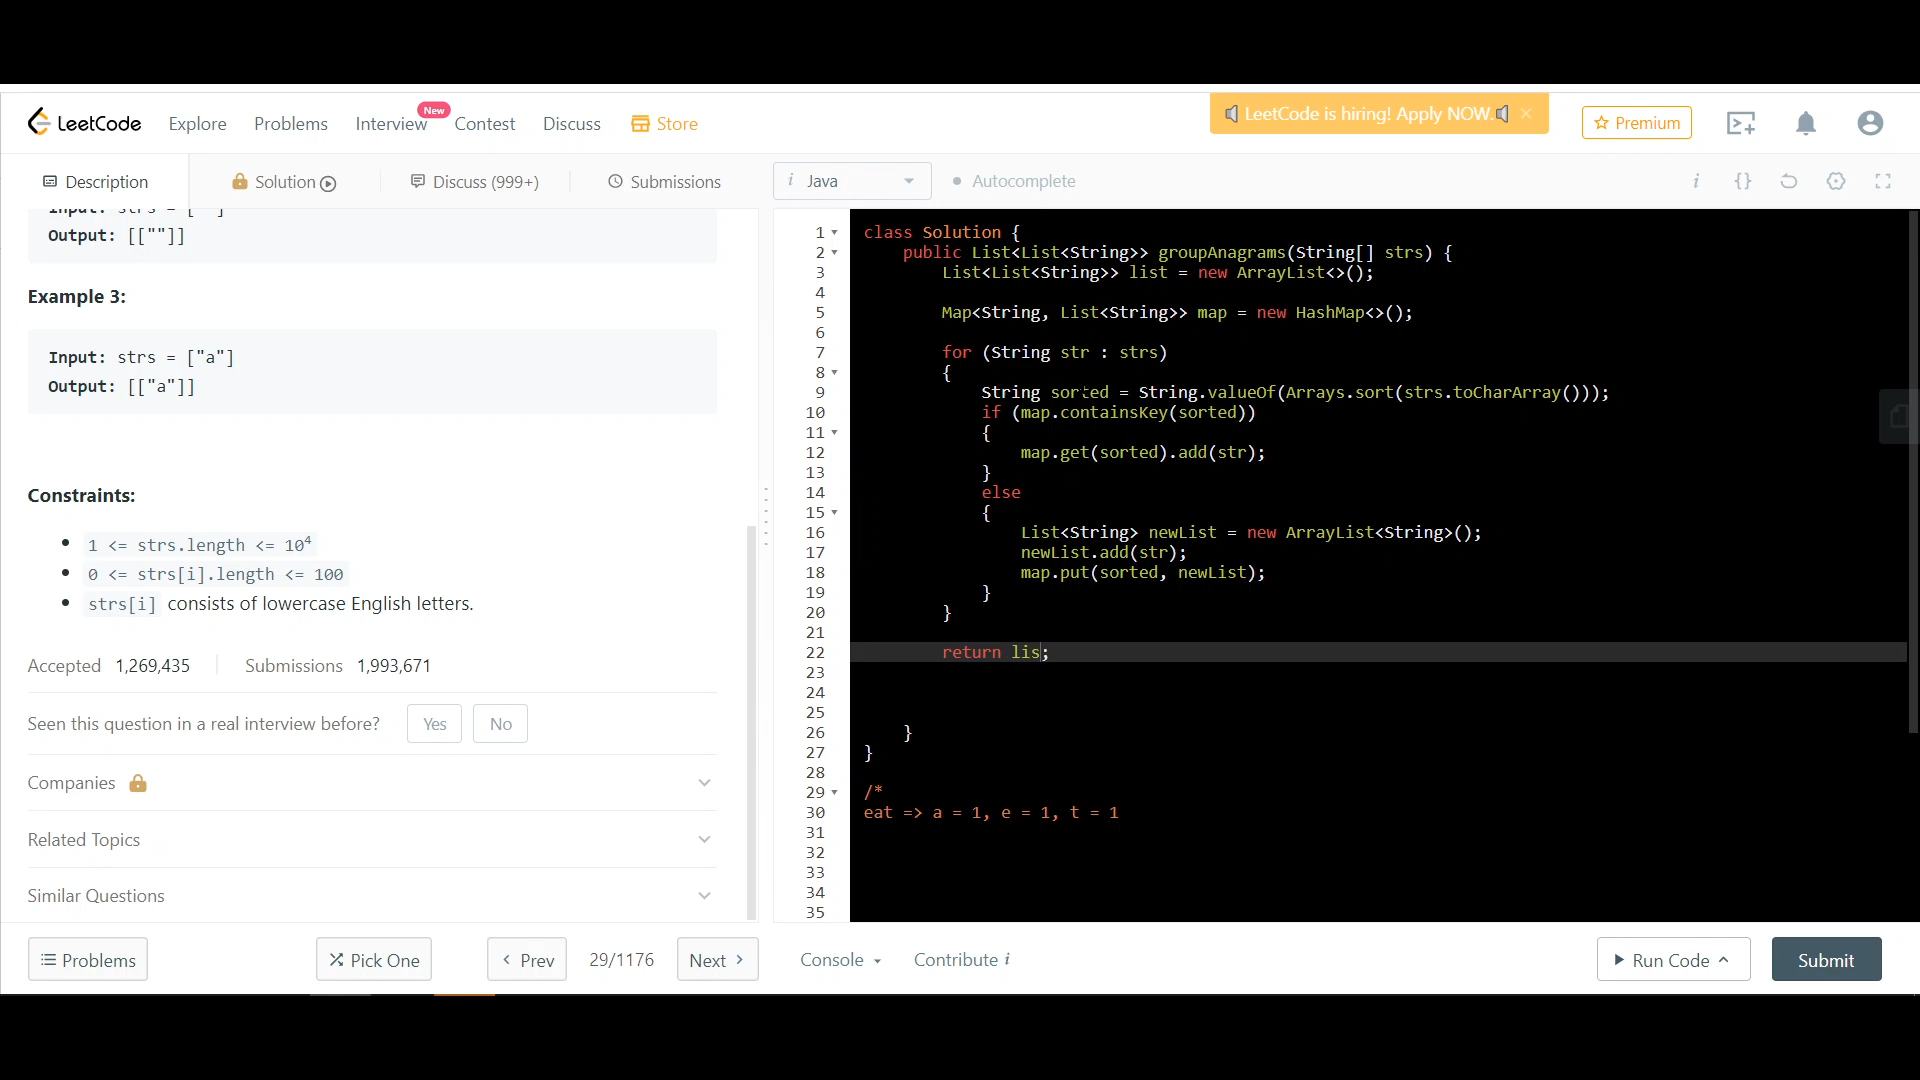 LeetCode
Explore
Problems
Interview
New
Contest
Discuss
Store
LeetCode is hiring! Apply NOW.
Premium
Description
Solution
Discuss (999+)
Submissions
i Java
Autocomplete
i {}
Output: [[""]]
Example 3:
Input: strs = ["a"]
Output: [["a"]]
Constraints:
1 <= strs.length <= 10⁴
0 <= strs[i].length <= 100
strs[i] consists of lowercase English letters.
Accepted 1,269,435 Submissions 1,993,671
Seen this question in a real interview before? Yes No
Companies
Related Topics
Similar Questions
1 class Solution {
2 public List<List<String>> groupAnagrams(String[] strs) {
3 List<List<String>> list = new ArrayList<>();
4
5 Map<String, List<String>> map = new HashMap<>();
6
7 for (String str : strs)
8 {
9 String sorted = String.valueOf(Arrays.sort(strs.toCharArray()));
10 if (map.containsKey(sorted))
11 {
12 map.get(sorted).add(str);
13 }
14 else
15 {
16 List<String> newList = new ArrayList<String>();
17 newList.add(str);
18 map.put(sorted, newList);
19 }
20 }
21
22 return lis;
23
24
25
26 }
27 }
28
29 /*
30 eat => a = 1, e = 1, t = 1
31
32
33
34
35
Problems
Pick One
< Prev
29/1176
Next >
Console
Contribute i
Run Code
Submit